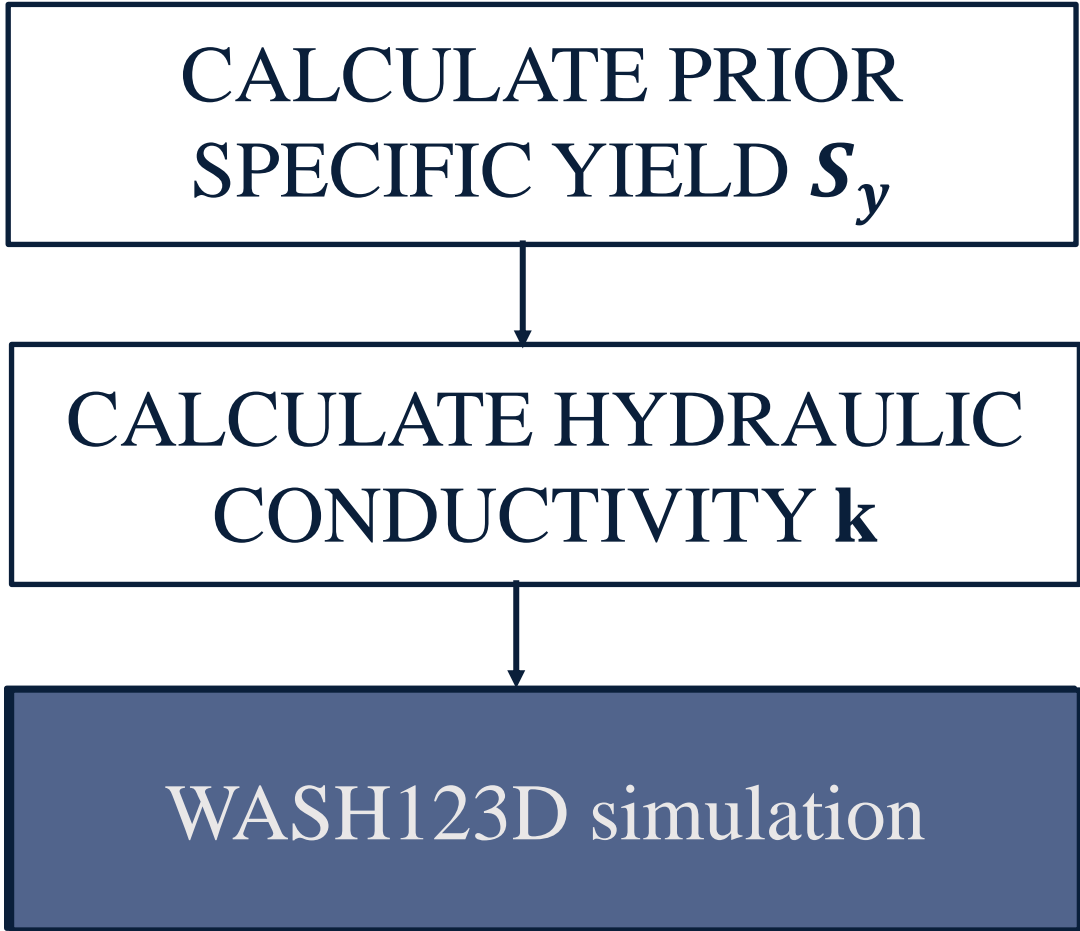 CALCULATE PRIOR
SPECIFIC YIELD S_y
CALCULATE HYDRAULIC
CONDUCTIVITY k
WASH123D simulation